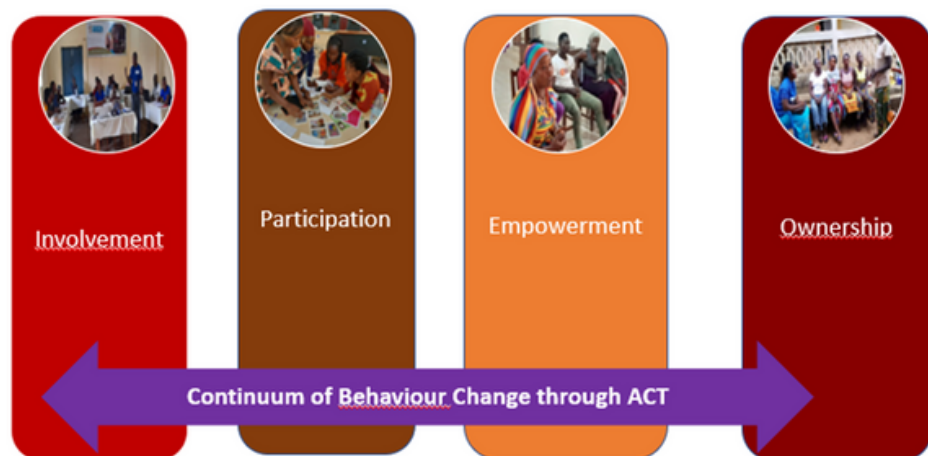 Involvement
Participation
Empowerment
Ownership
Continuum of Behaviour Change through ACT